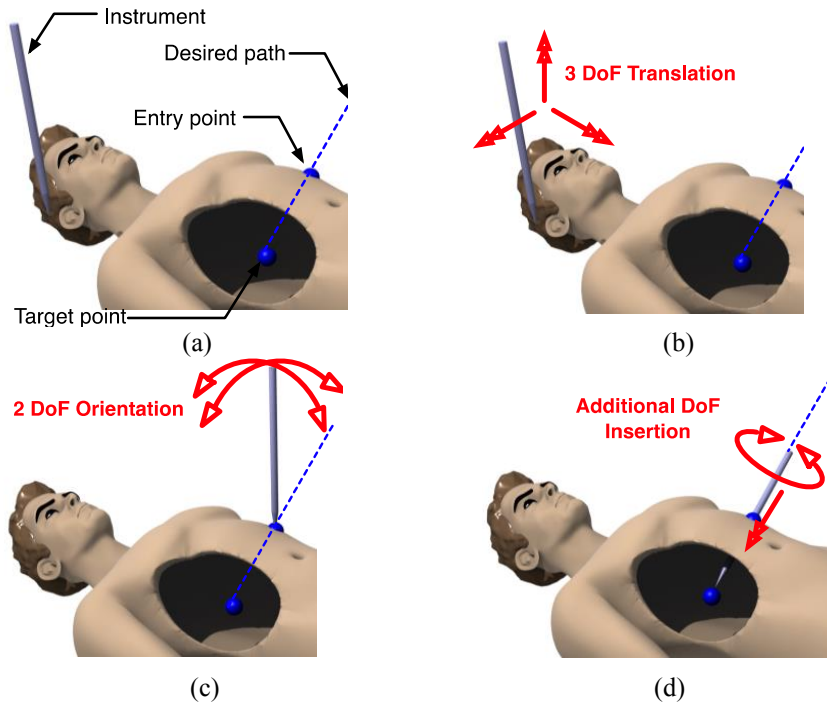 Instrument
Desired path
Entry point
Target point
(a)
3 DoF Translation
(b)
2 DoF Orientation
(c)
Additional DoF
Insertion
(d)